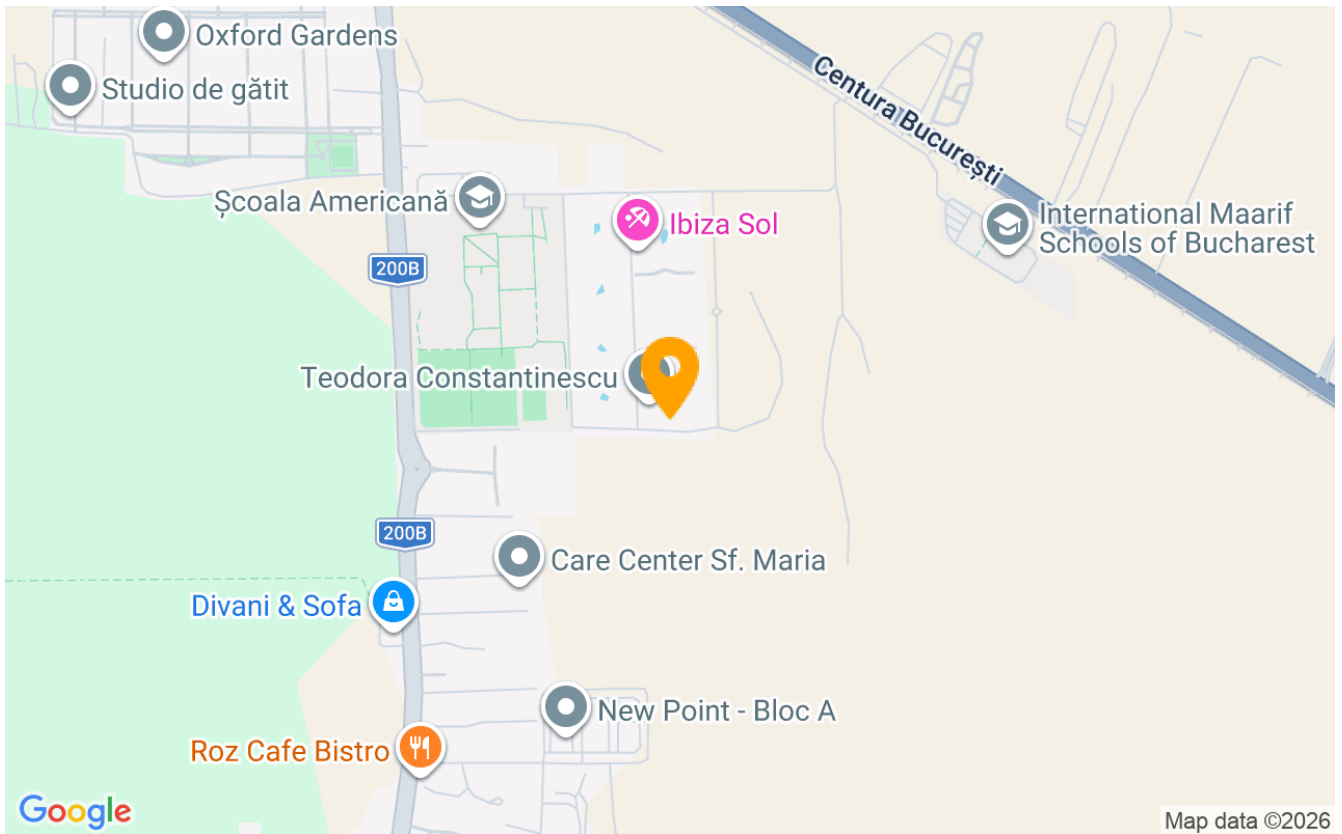 Oxford Gardens
Studio de gătit
Centura București
Școala Americană
Ibiza Sol
International Maarif
Schools of Bucharest
200B
Teodora Constantinescu
200B
Care Center Sf. Maria
Divani & Sofa
New Point - Bloc A
Roz Cafe Bistro
Google
Map data ©2026